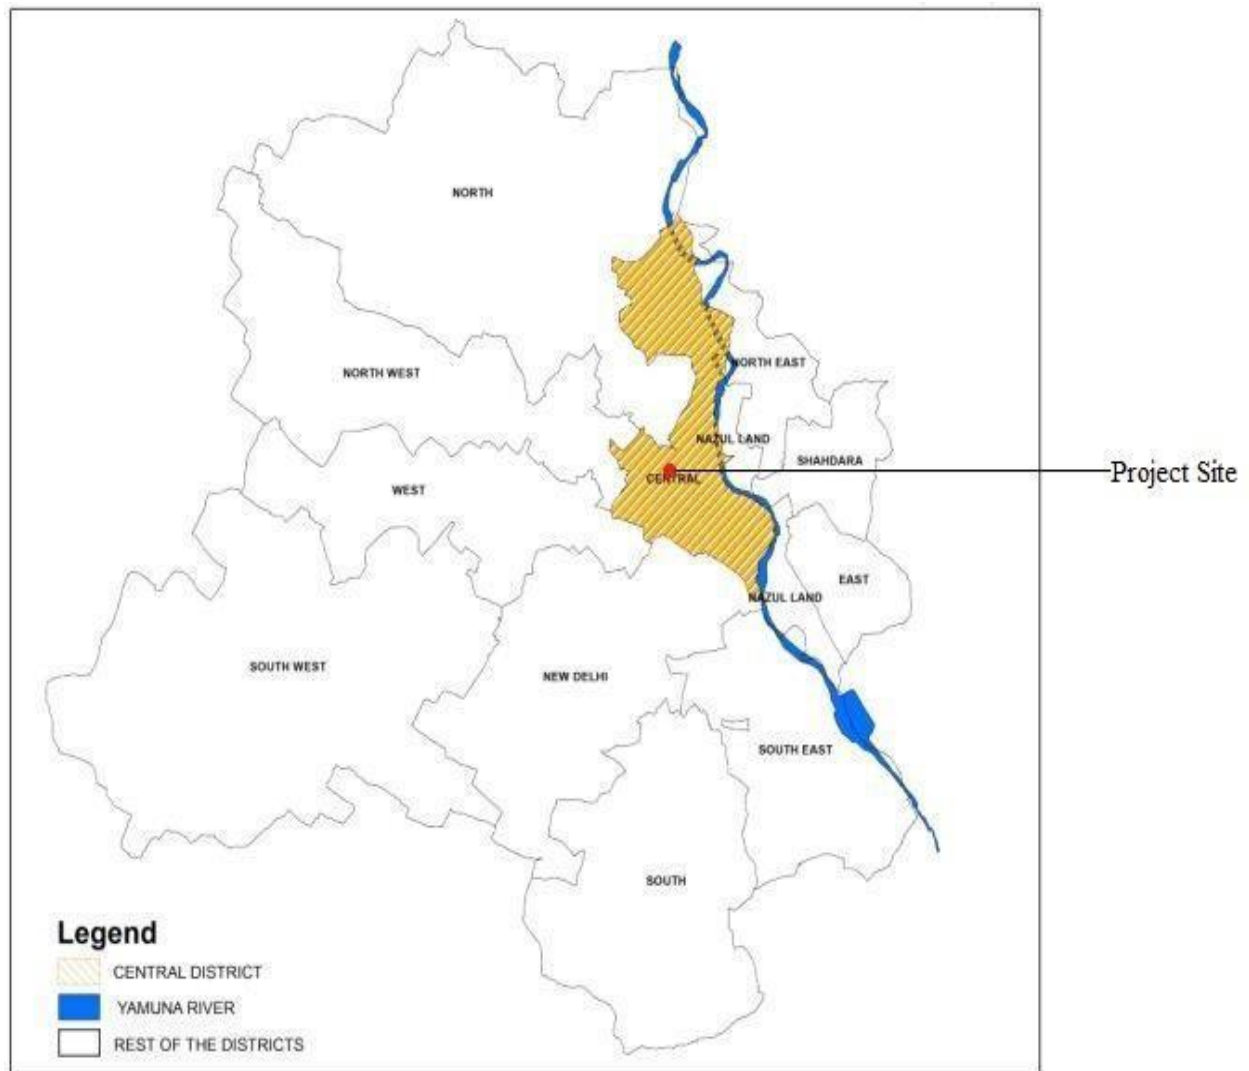 NORTH
NORTH WEST
NORTH EAST
NAZUL LAND
SHAHDARA
CENTRAL
Project Site
WEST
EAST
NAZUL LAND
SOUTH WEST
NEW DELHI
SOUTH EAST
SOUTH
Legend
CENTRAL DISTRICT
YAMUNA RIVER
REST OF THE DISTRICTS